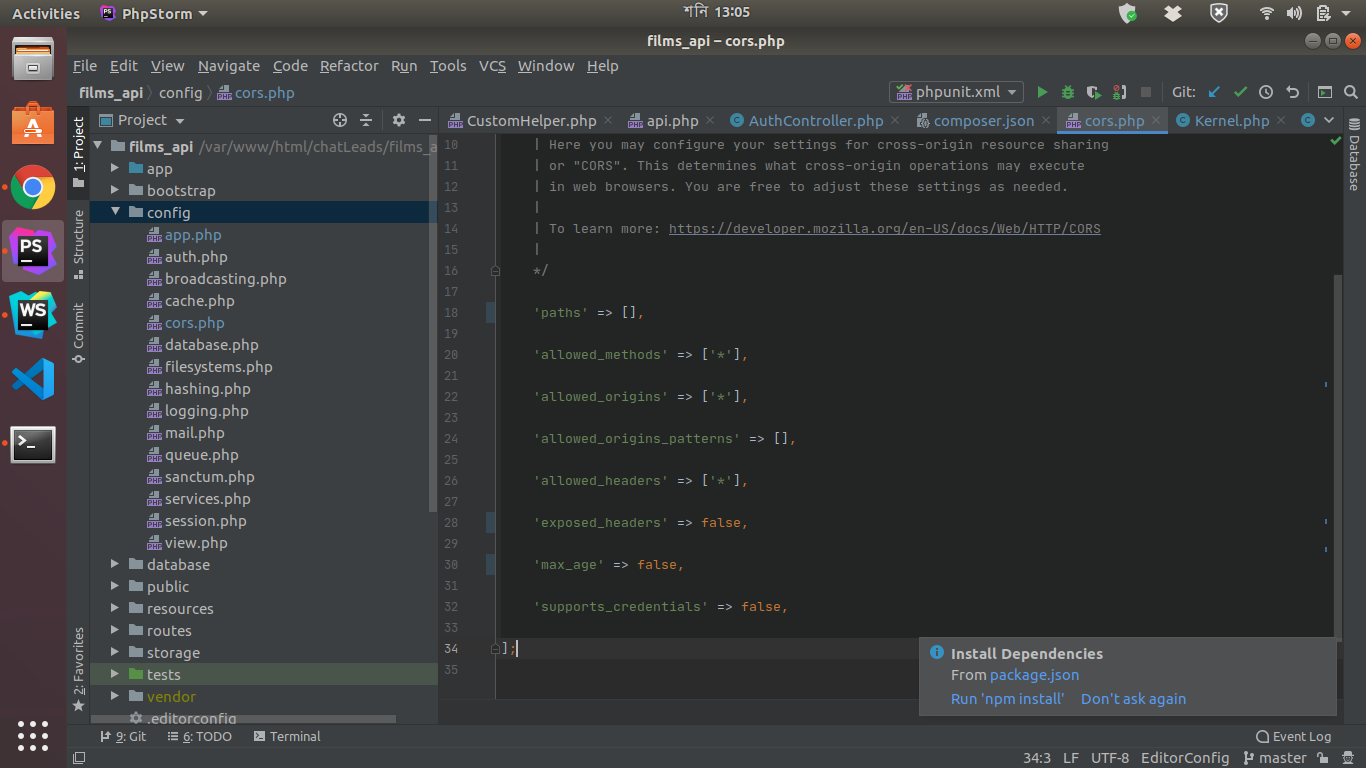 Activities PhpStorm শনি 13:05
films_api – cors.php
File Edit View Navigate Code Refactor Run Tools VCS Window Help
films_api config cors.php phpunit.xml Git:
Project CustomHelper.php api.php AuthController.php composer.json cors.php Kernel.php
1: Project
Structure
Commit
2: Favorites
films_api /var/www/html/chatLeads/films_a
app
bootstrap
config
app.php
auth.php
broadcasting.php
cache.php
cors.php
database.php
filesystems.php
hashing.php
logging.php
mail.php
queue.php
sanctum.php
services.php
session.php
view.php
database
public
resources
routes
storage
tests
vendor
.editorconfig
10 | Here you may configure your settings for cross-origin resource sharing
11 | or "CORS". This determines what cross-origin operations may execute
12 | in web browsers. You are free to adjust these settings as needed.
13 |
14 | To learn more: https://developer.mozilla.org/en-US/docs/Web/HTTP/CORS
15 |
16 */
17
18 'paths' => [],
19
20 'allowed_methods' => ['*'],
21
22 'allowed_origins' => ['*'],
23
24 'allowed_origins_patterns' => [],
25
26 'allowed_headers' => ['*'],
27
28 'exposed_headers' => false,
29
30 'max_age' => false,
31
32 'supports_credentials' => false,
33
34 ];
35
Database
PS
WS
Install Dependencies
From package.json
Run 'npm install' Don't ask again
9: Git 6: TODO Terminal Event Log
34:3 LF UTF-8 EditorConfig master